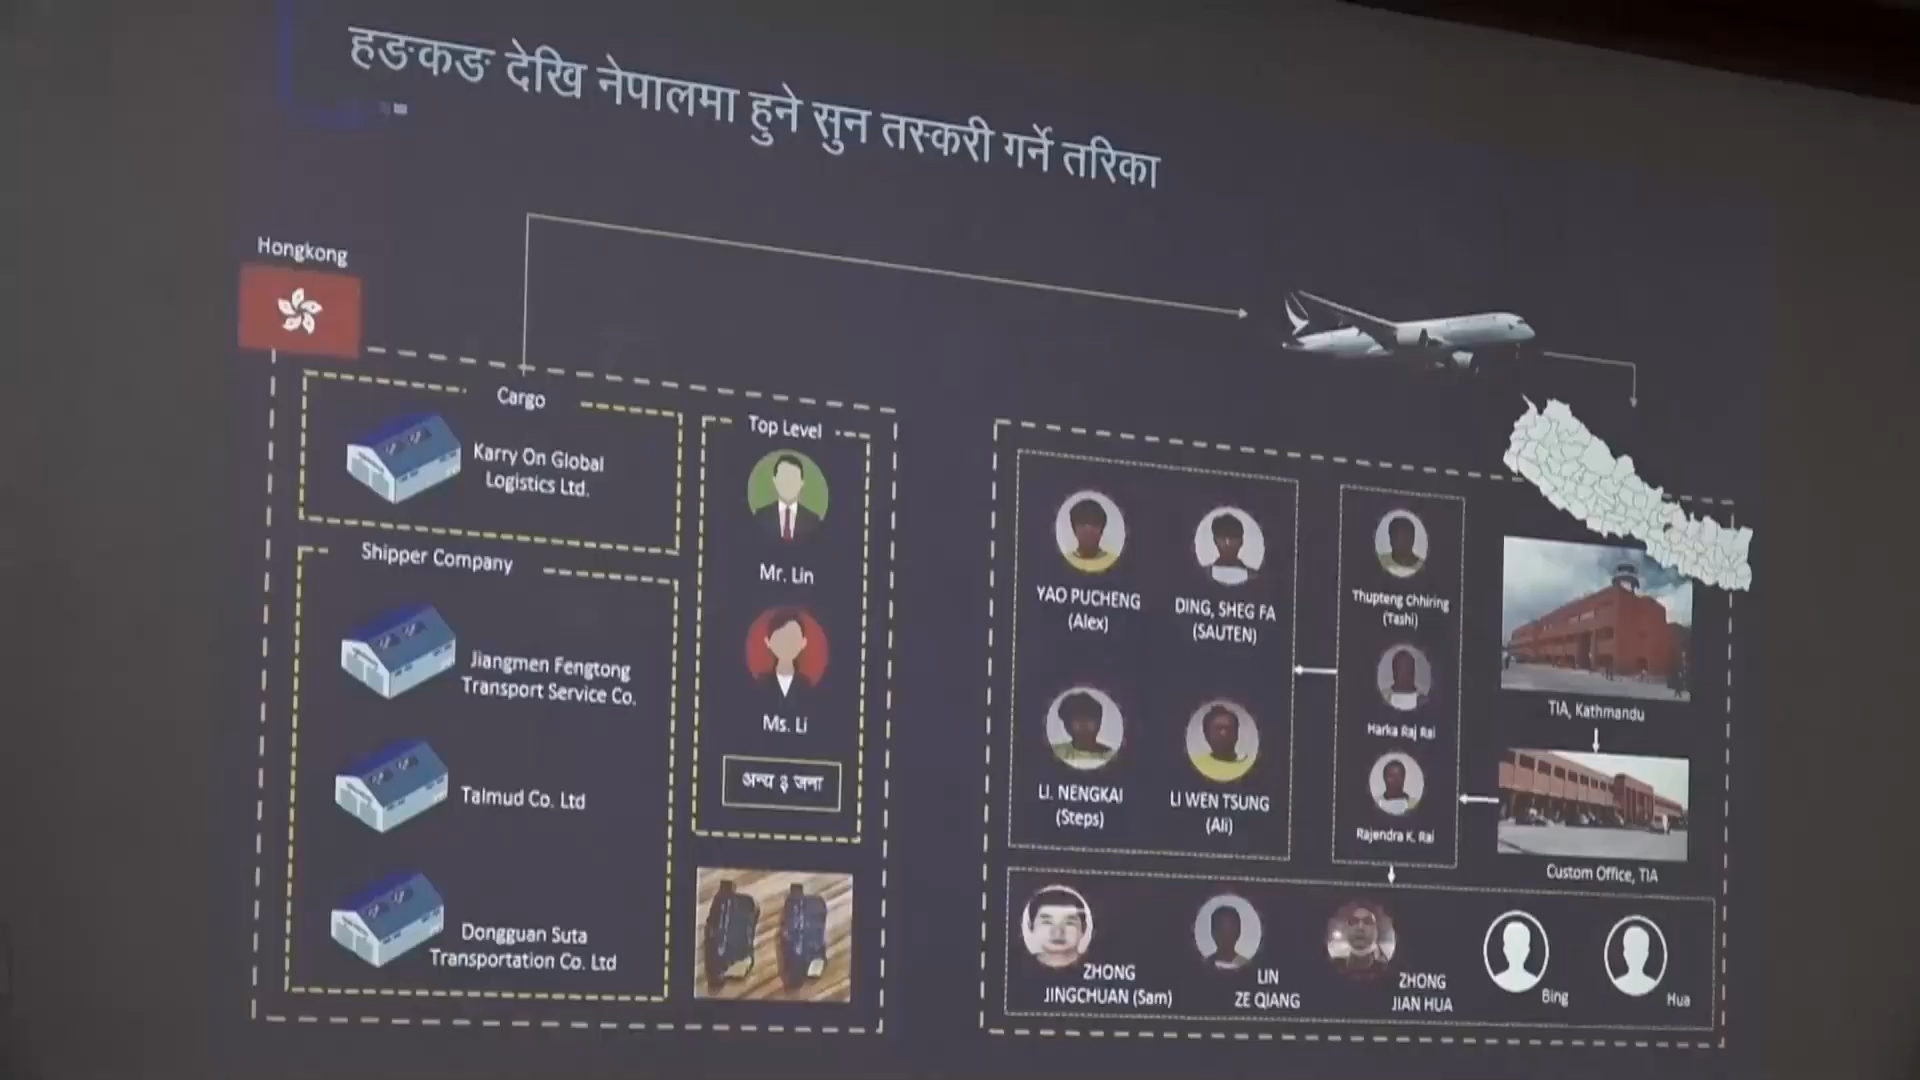 हङकङ देखि नेपालमा हुने सुन तस्करी गर्ने तरिका
Hongkong
Cargo
Karry On Global
Logistics Ltd.
Shipper Company
Jiangmen Fengtong
Transport Service Co.
Talmud Co. Ltd
Dongguan Suta
Transportation Co. Ltd
Top Level
Mr. Lin
Ms. Li
अन्य ३ जना
YAO PUCHENG
(Alex)
DING, SHEG FA
(SAUTEN)
LI. NENGKAI
(Steps)
LI WEN TSUNG
(Ali)
Thupteng Chhiring
(Tashi)
Harka Raj Rai
Rajendra K. Rai
TIA, Kathmandu
Custom Office, TIA
ZHONG
JINGCHUAN (Sam)
LIN
ZE QIANG
ZHONG
JIAN HUA
Bing
Hua